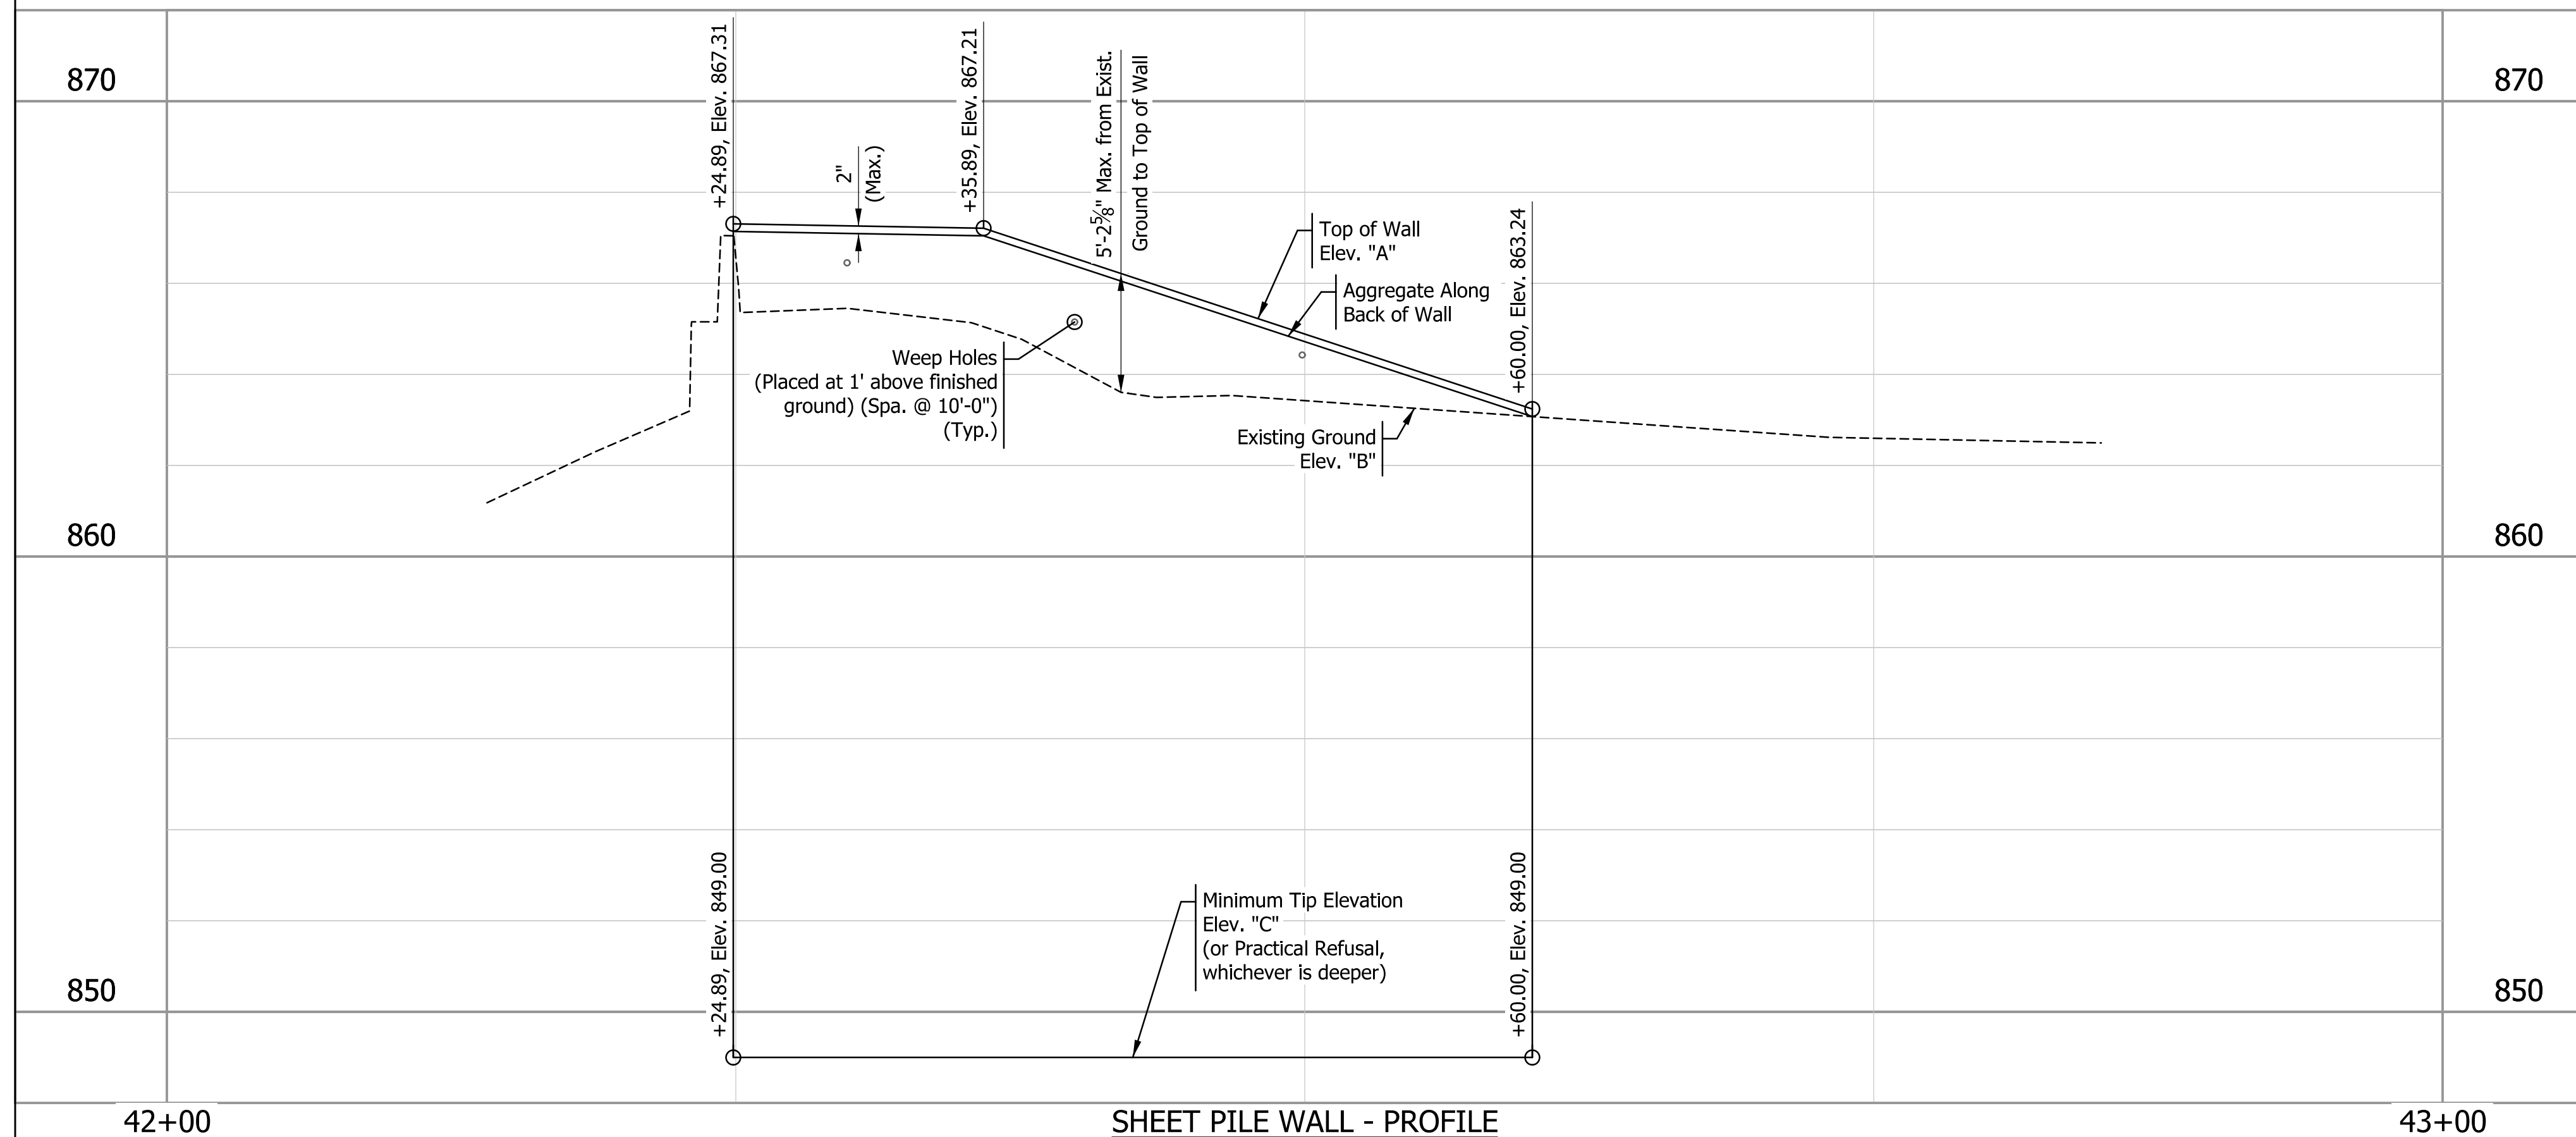 870
870
+24.89, Elev. 867.31
+35.89, Elev. 867.21
2"
(Max.)
5'-2⅝" Max. from Exist.
Ground to Top of Wall
Top of Wall
Elev. "A"
Aggregate Along
Back of Wall
+60.00, Elev. 863.24
Weep Holes
(Placed at 1' above finished
ground) (Spa. @ 10'-0")
(Typ.)
Existing Ground
Elev. "B"
860
860
+24.89, Elev. 849.00
Minimum Tip Elevation
Elev. "C"
(or Practical Refusal,
whichever is deeper)
+60.00, Elev. 849.00
850
850
42+00
SHEET PILE WALL - PROFILE
43+00